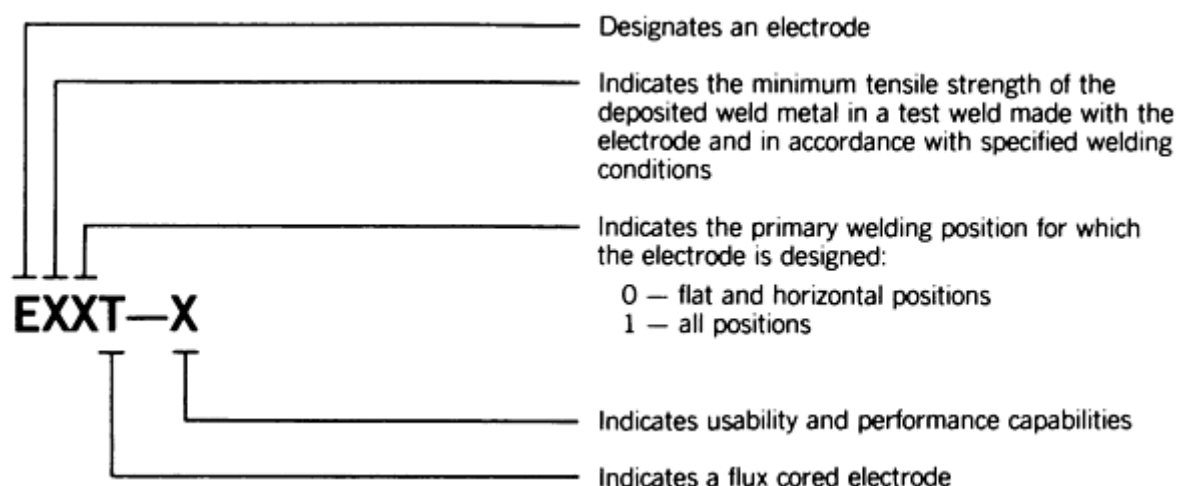 Designates an electrode
Indicates the minimum tensile strength of the
deposited weld metal in a test weld made with the
electrode and in accordance with specified welding
conditions
Indicates the primary welding position for which
the electrode is designed:
0 — flat and horizontal positions
1 — all positions
EXXT—X
Indicates usability and performance capabilities
Indicates a flux cored electrode